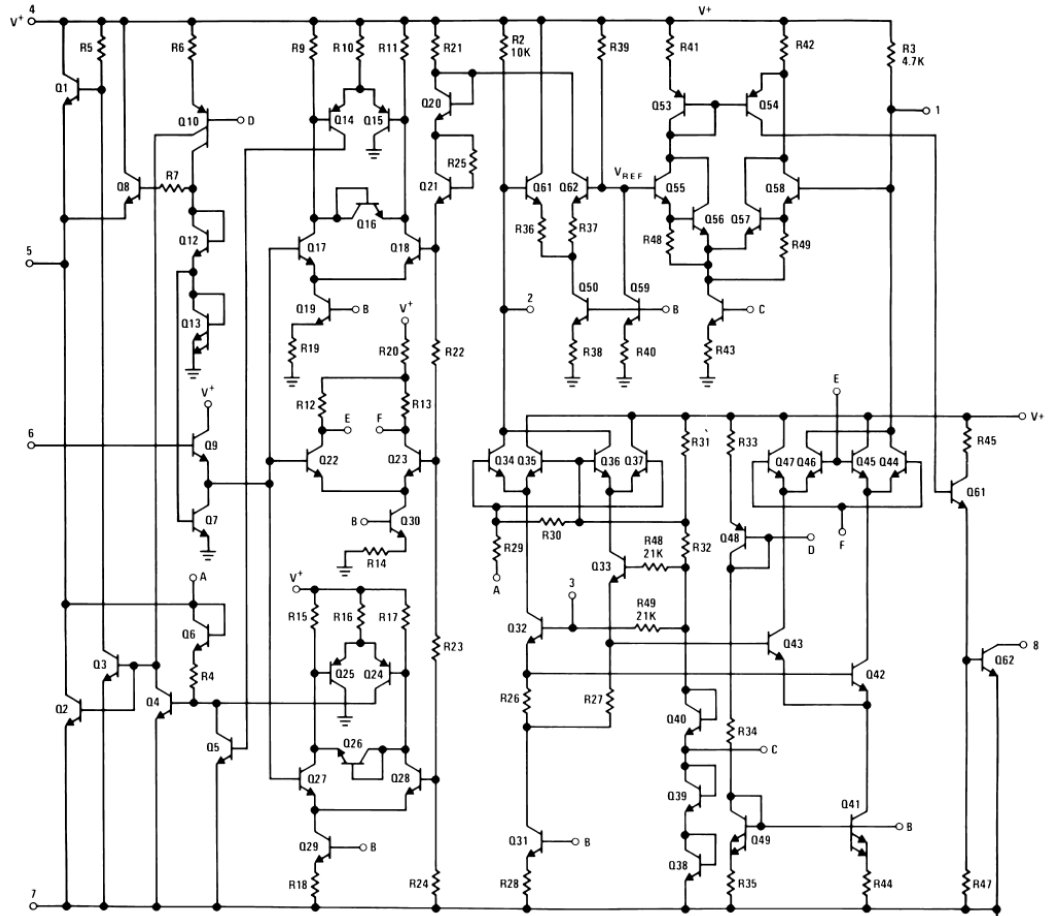 4
V+ V+
R5 R6 R9 R10 R11 R21 R2 10K R39 R41 R42 R3 4.7K
Q1 Q20 Q53 Q54 1
Q10 D Q14 Q15
R25
R7 VREF
Q8 Q21 Q61 Q62 Q55 Q58
Q16 Q56 Q57
Q12 R36 R37 R48 R49
Q17 Q18
5
Q50 Q59
Q19 B 2 B C
Q13 V+
R20 R22 R38 R40 R43
R19
E
R12 R13
V+ E F V+
6 R31 R33 R45
Q9 Q22 Q23 Q34 Q35 Q36 Q37 Q47 Q46 Q45 Q44
Q61
Q7 B Q30 R30 F
Q48 D
R29 R48 21K R32
R14 Q33
A V+ A
3 R49 21K
R15 R16 R17
Q6 Q32 Q43
Q3 R23 Q62 8
Q25 Q24 Q42
R4
Q2 Q4 R26 R27
Q5 Q40 R34
Q26 C
Q27 Q28
Q39
Q41
Q29 B Q31 B Q49 B
Q38
R18 R24 R28 R35 R44 R47
7